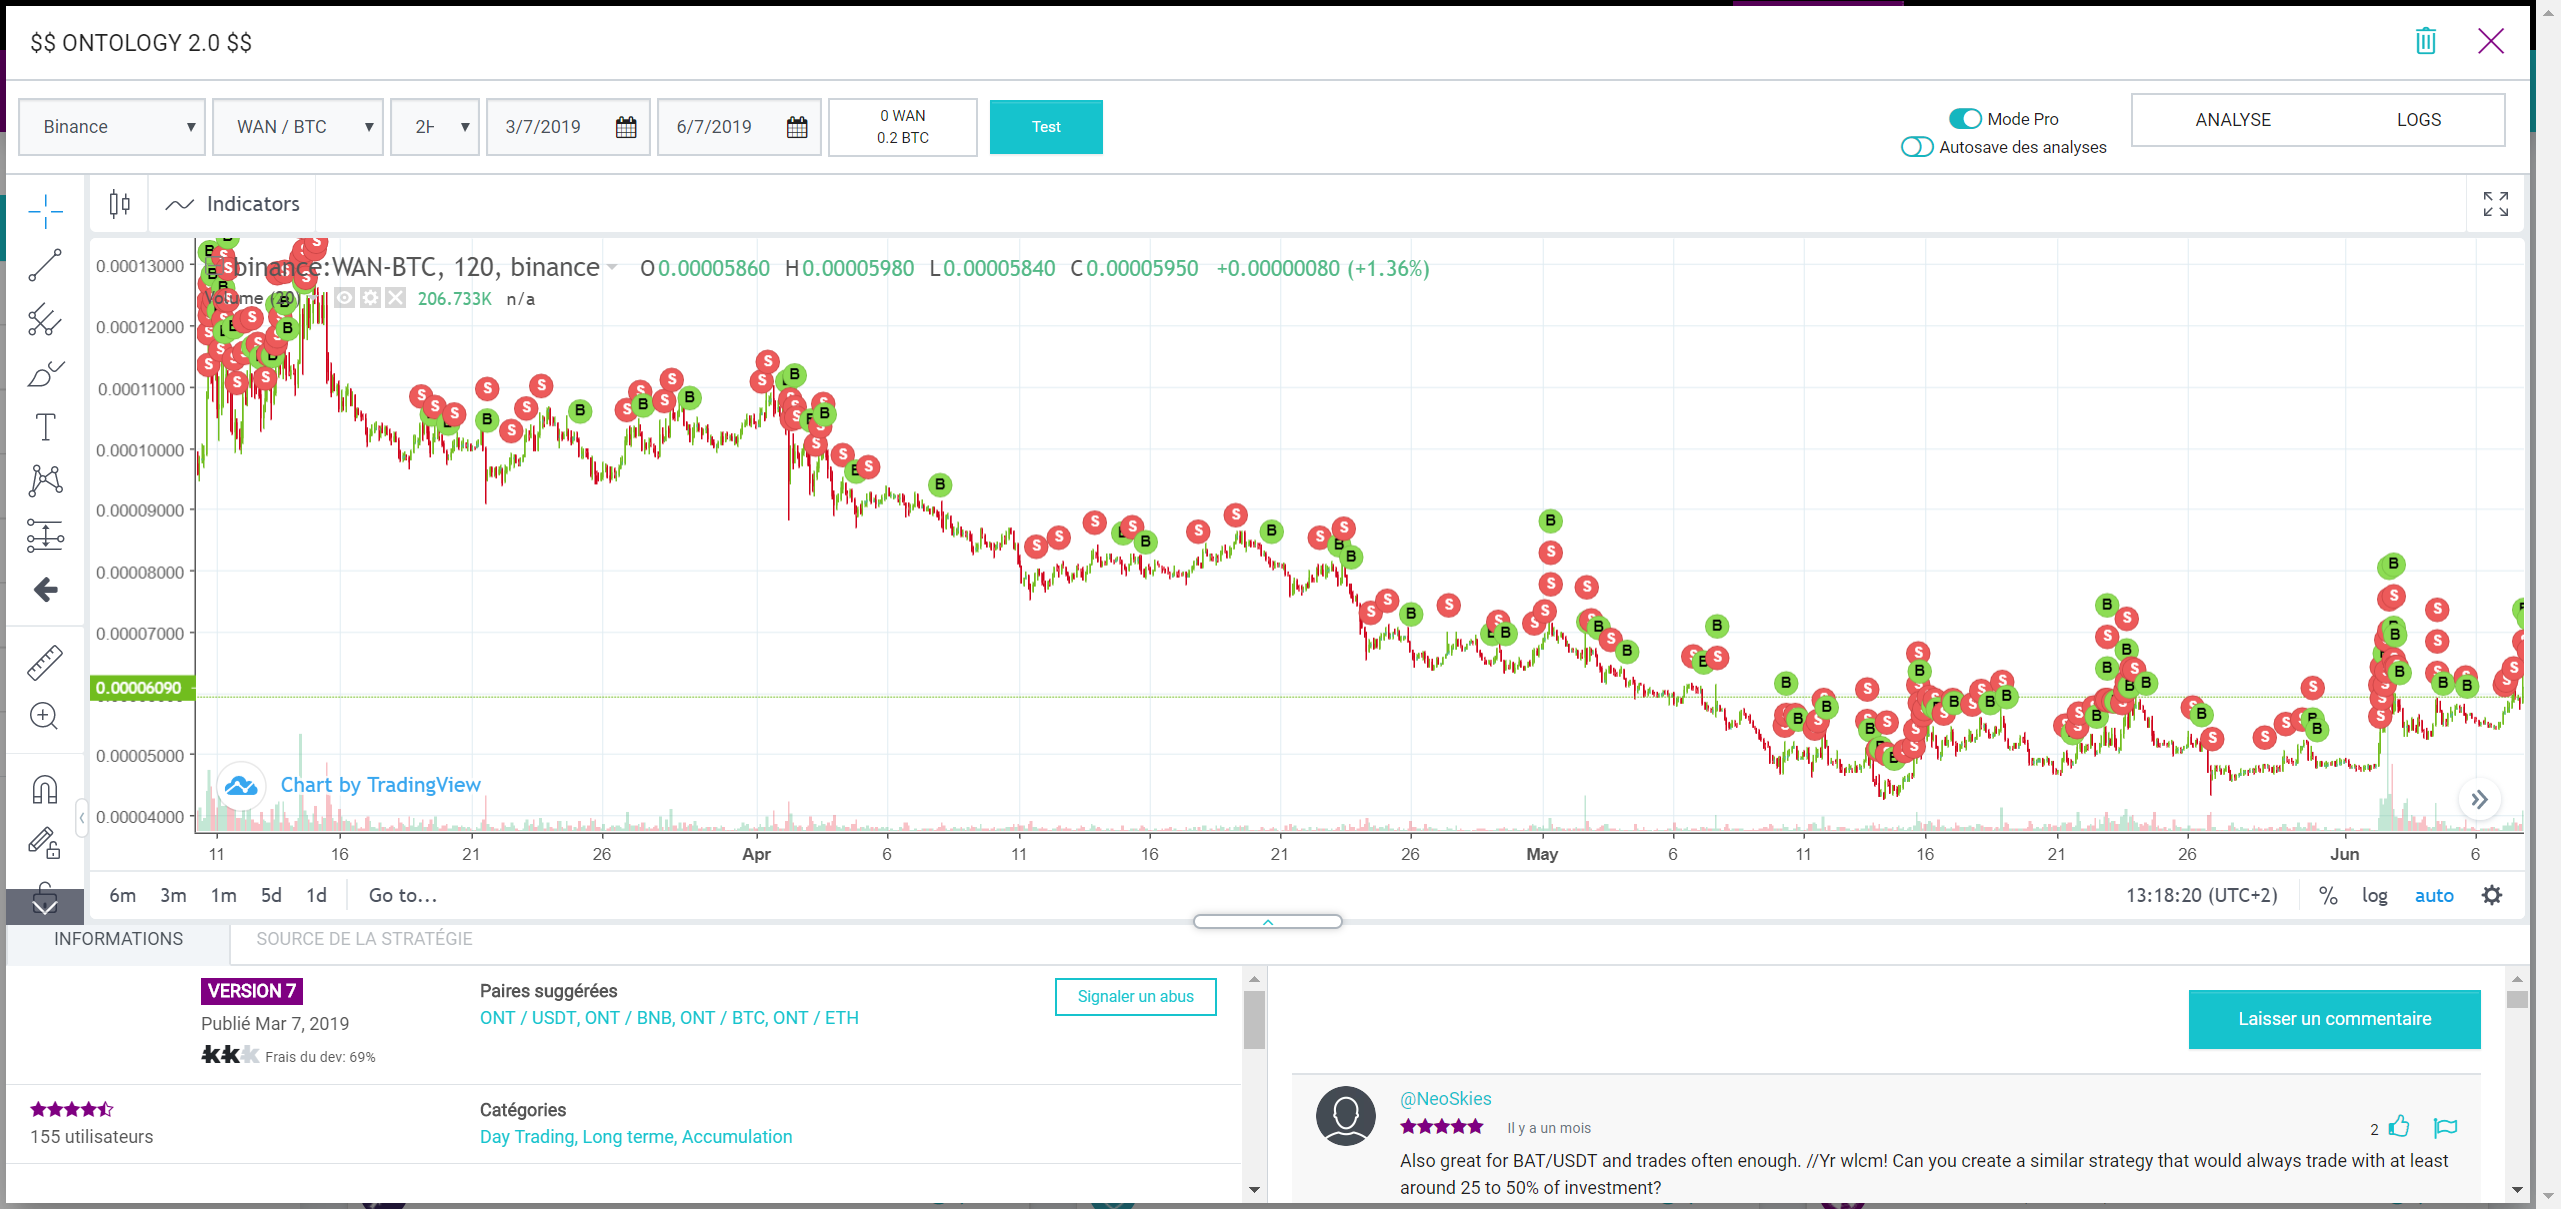 $$ ONTOLOGY 2.0 $$
Binance
WAN / BTC
3/7/2019
6/7/2019
0 WAN
0.2 BTC
Test
Mode Pro
Autosave des analyses
ANALYSE
LOGS
Indicators
binance:WAN-BTC, 120, binance
O 0.00005860 H 0.00005980 L 0.00005840 C 0.00005950 +0.00000080 (+1.36%)
Volume (20) 206.733K n/a
0.00013000
0.00012000
0.00011000
0.00010000
0.00009000
0.00008000
0.00007000
0.00006090
0.00005000
0.00004000
Chart by TradingView
11 16 21 26 Apr 6 11 16 21 26 May 6 11 16 21 26 Jun 6
6m 3m 1m 5d 1d Go to...
13:18:20 (UTC+2) % log auto
INFORMATIONS
SOURCE DE LA STRATÉGIE
VERSION 7
Publié Mar 7, 2019
Frais du dev: 69%
Paires suggérées
ONT / USDT, ONT / BNB, ONT / BTC, ONT / ETH
Signaler un abus
155 utilisateurs
Catégories
Day Trading, Long terme, Accumulation
Laisser un commentaire
@NeoSkies
Il y a un mois
2
Also great for BAT/USDT and trades often enough. //Yr wlcm! Can you create a similar strategy that would always trade with at least
around 25 to 50% of investment?